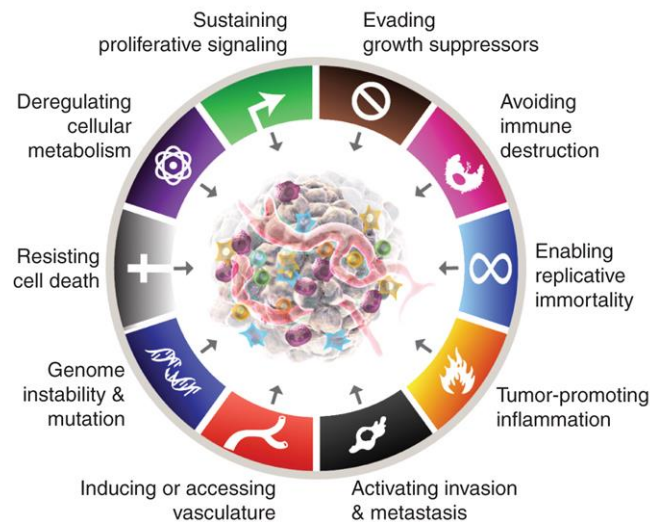 Sustaining
proliferative signaling
Evading
growth suppressors
Deregulating
cellular
metabolism
Avoiding
immune
destruction
Resisting
cell death
Enabling
replicative
immortality
Genome
instability &
mutation
Tumor-promoting
inflammation
Inducing or accessing
vasculature
Activating invasion
& metastasis